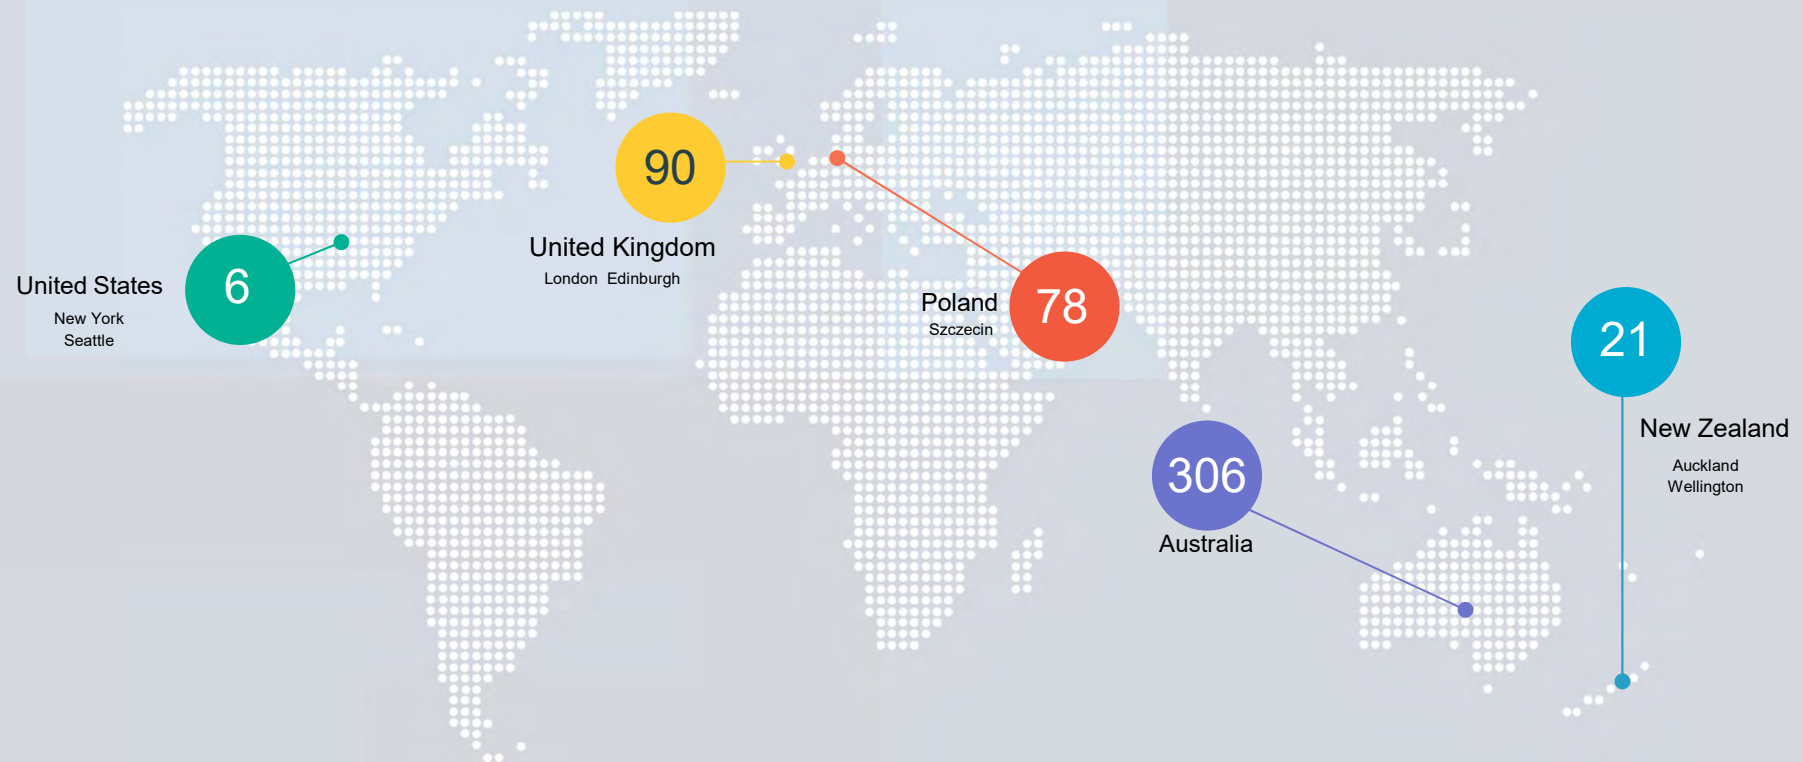 90
United Kingdom
London  Edinburgh
6
United States
New York
Seattle
78
Poland
Szczecin
21
New Zealand
Auckland
Wellington
306
Australia